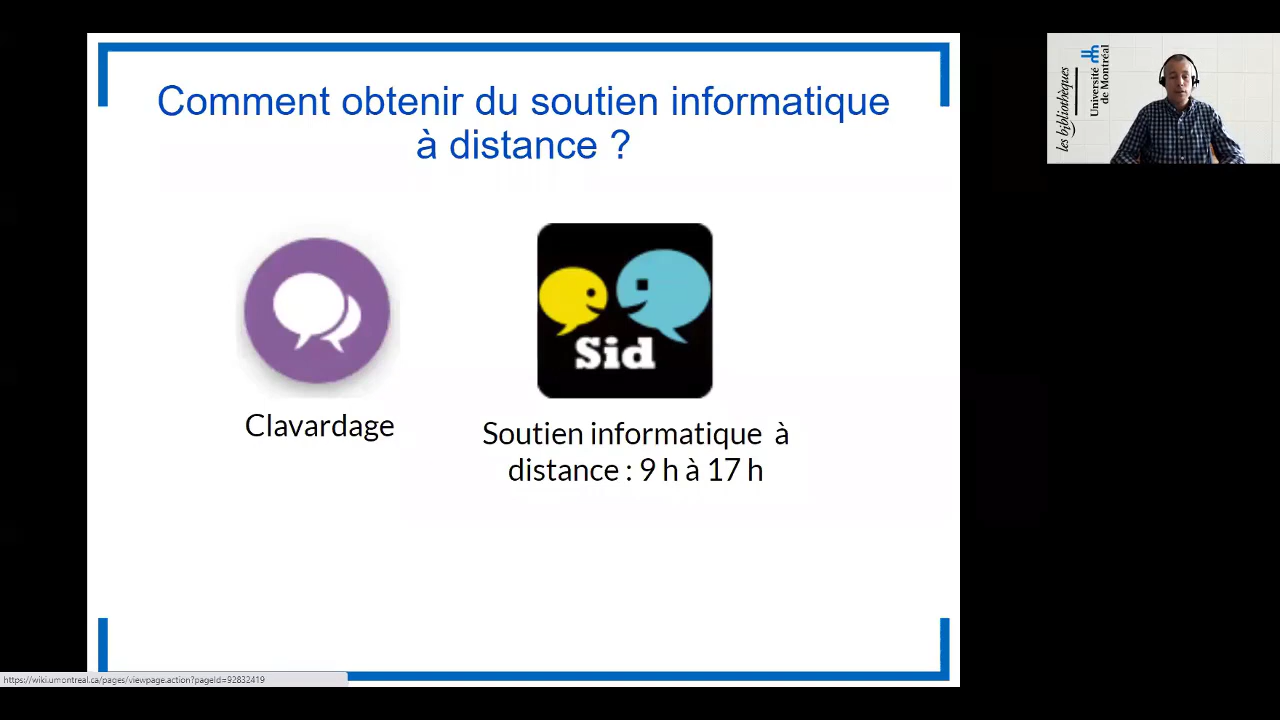 Comment obtenir du soutien informatique
à distance ?
les bibliothèques
Université
de Montréal
Sid
Clavardage
Soutien informatique à
distance : 9 h à 17 h
https://wiki.umontreal.ca/pages/viewpage.action?pageId=92832419